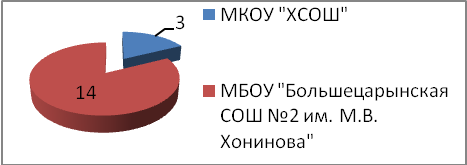 3
14
МКОУ "ХСОШ"
МБОУ "Большецарынская
СОШ №2 им. М.В.
Хонинова"